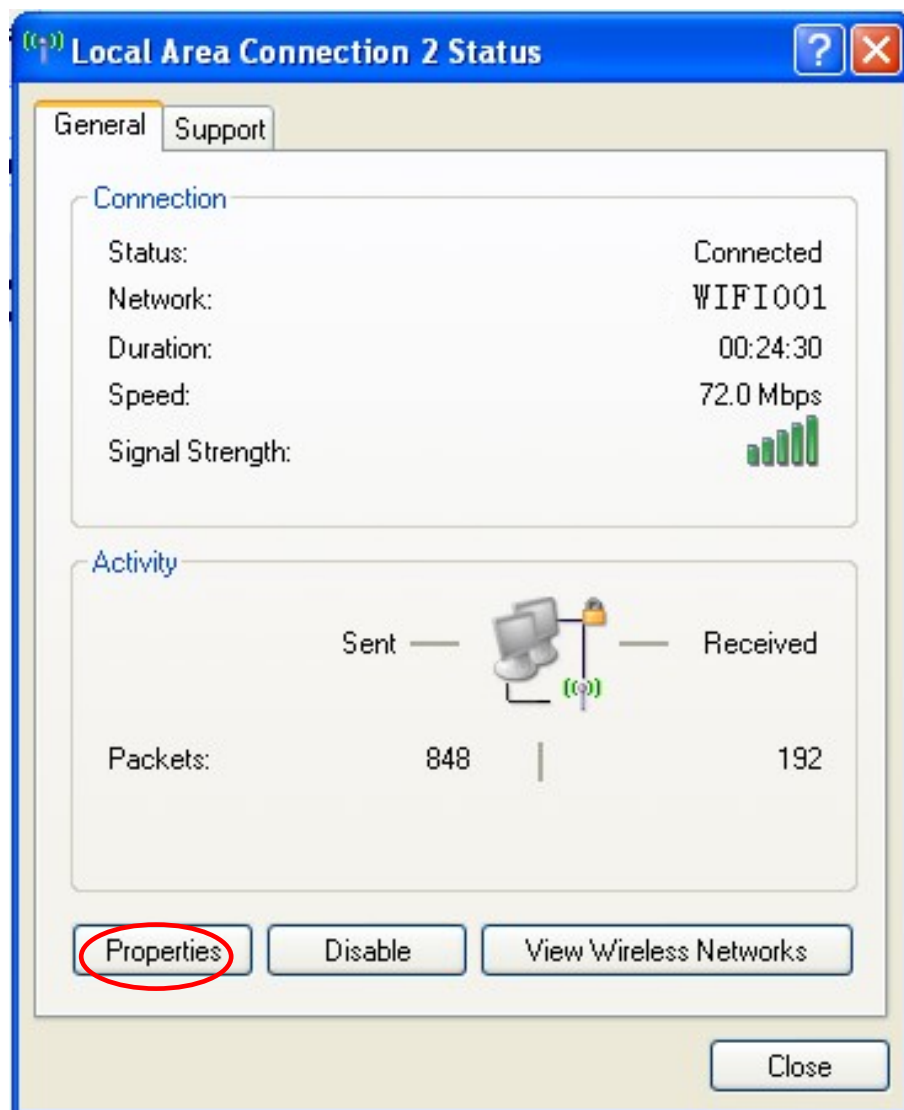 Local Area Connection 2 Status
General Support
Connection
Status: Connected
Network: WIFI001
Duration: 00:24:30
Speed: 72.0 Mbps
Signal Strength:
Activity
Sent Received
Packets: 848 192
Properties Disable View Wireless Networks
Close